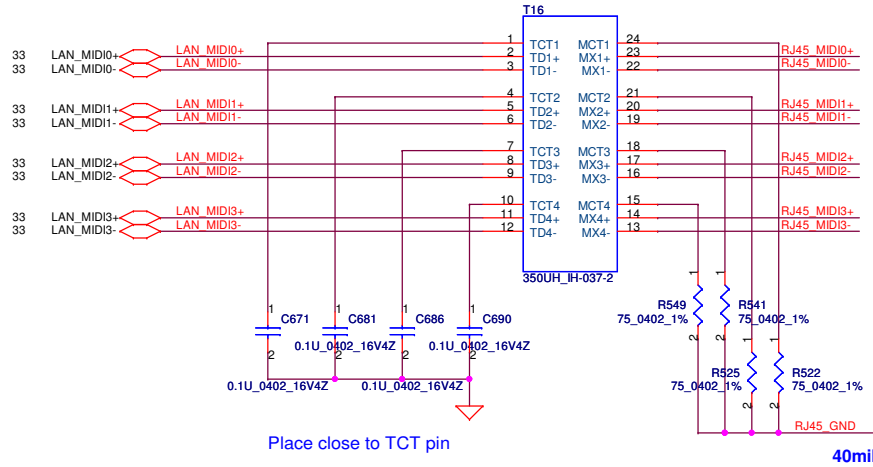 T16
1 TCT1 MCT1 24
33 LAN_MIDI0+ LAN_MIDI0+ 2 TD1+ MX1+ 23 RJ45_MIDI0+
33 LAN_MIDI0- LAN_MIDI0- 3 TD1- MX1- 22 RJ45_MIDI0-
4 TCT2 MCT2 21
33 LAN_MIDI1+ LAN_MIDI1+ 5 TD2+ MX2+ 20 RJ45_MIDI1+
33 LAN_MIDI1- LAN_MIDI1- 6 TD2- MX2- 19 RJ45_MIDI1-
7 TCT3 MCT3 18
33 LAN_MIDI2+ LAN_MIDI2+ 8 TD3+ MX3+ 17 RJ45_MIDI2+
33 LAN_MIDI2- LAN_MIDI2- 9 TD3- MX3- 16 RJ45_MIDI2-
10 TCT4 MCT4 15
33 LAN_MIDI3+ LAN_MIDI3+ 11 TD4+ MX4+ 14 RJ45_MIDI3+
33 LAN_MIDI3- LAN_MIDI3- 12 TD4- MX4- 13 RJ45_MIDI3-
350UH_IH-037-2
1 1
R549 R541
75_0402_1% 75_0402_1%
2 2
1 1 1 1
C671 C681 C686 C690
0.1U_0402_16V4Z 0.1U_0402_16V4Z
2 2 2 2
0.1U_0402_16V4Z 0.1U_0402_16V4Z
1 1
R525 R522
75_0402_1% 75_0402_1%
2 2
RJ45_GND
Place close to TCT pin
40mil